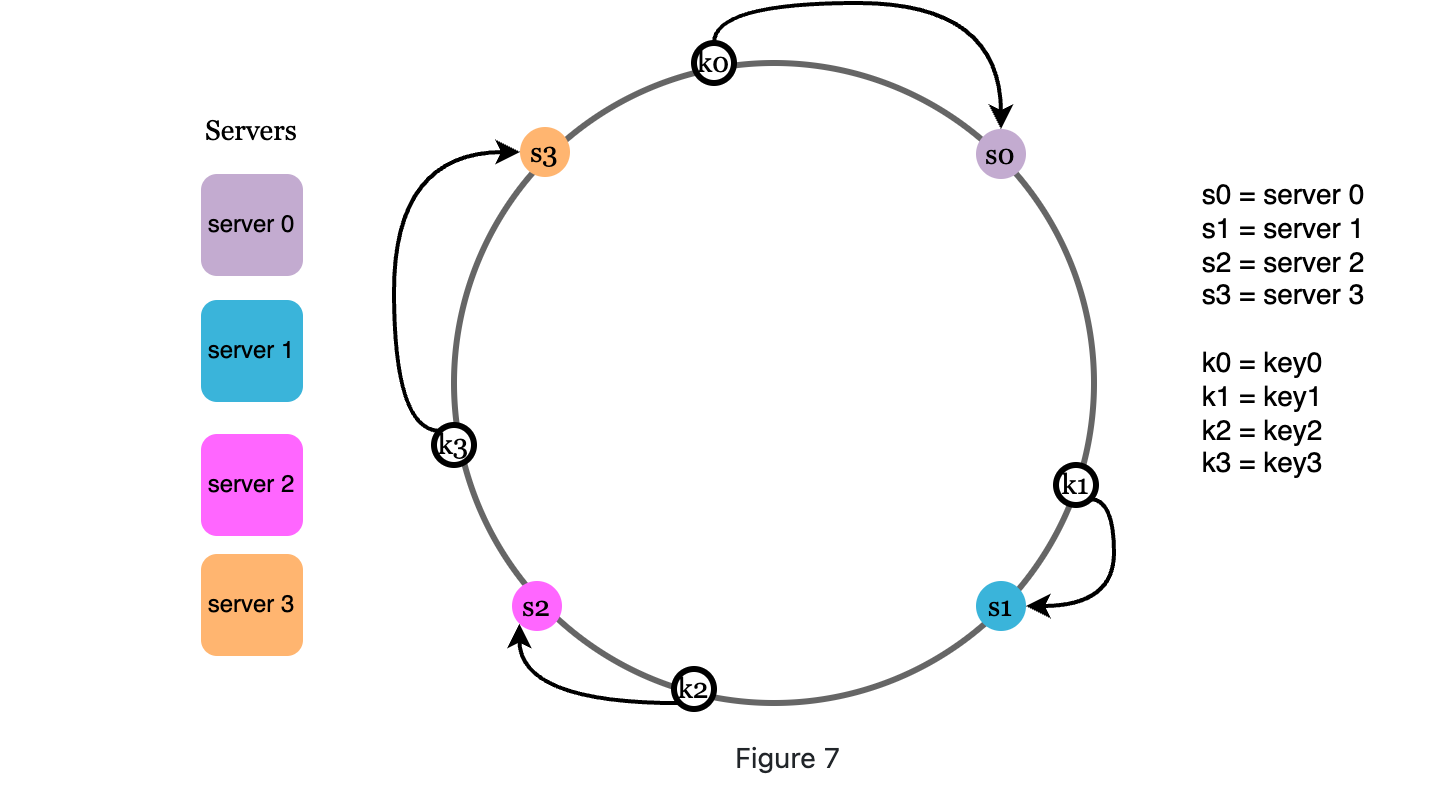 Servers
server 0
server 1
server 2
server 3
k0
s0
k1
s1
k2
s2
k3
s3
s0 = server 0
s1 = server 1
s2 = server 2
s3 = server 3
k0 = key0
k1 = key1
k2 = key2
k3 = key3
Figure 7